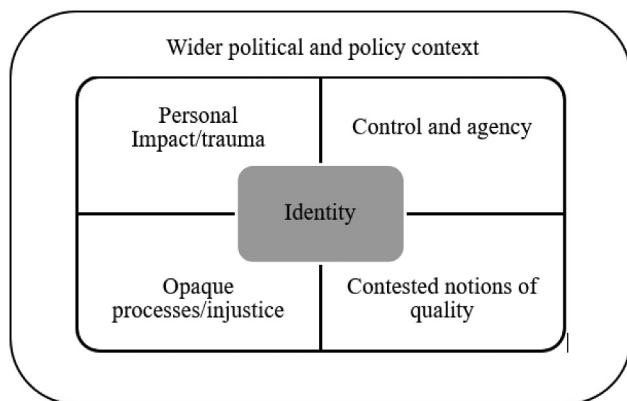 Wider political and policy context
Personal
Impact/trauma
Control and agency
Identity
Opaque
processes/injustice
Contested notions of
quality